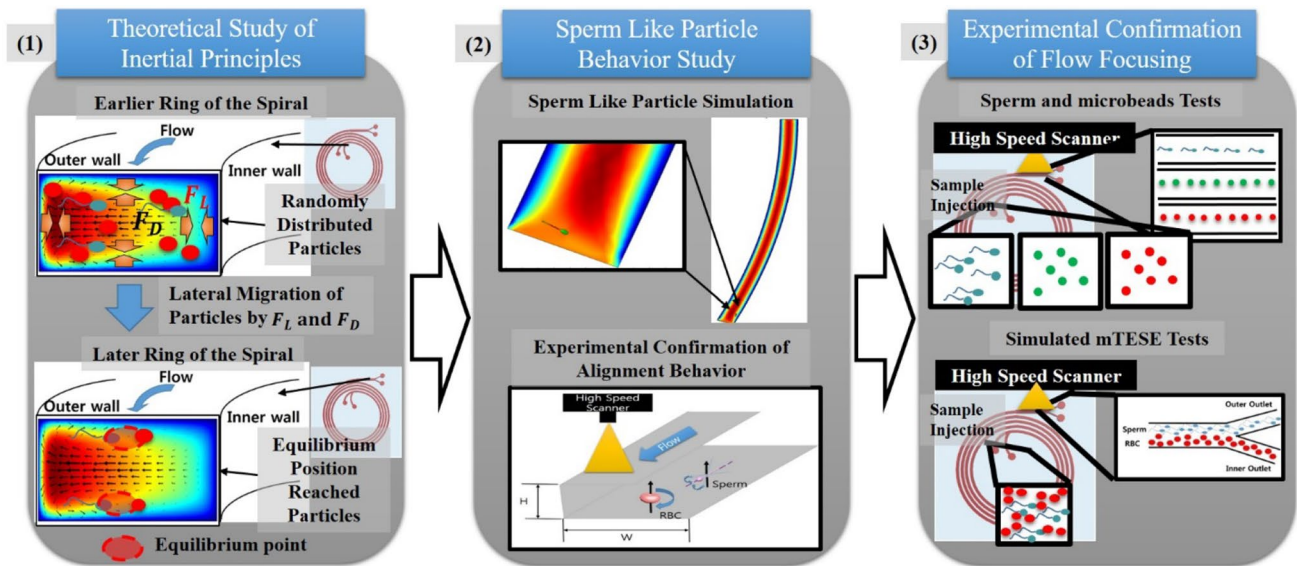 (1)
Theoretical Study of
Inertial Principles
Earlier Ring of the Spiral
Flow
Outer wall
Inner wall
F_L
F_D
Randomly
Distributed
Particles
Lateral Migration of
Particles by F_L and F_D
Later Ring of the Spiral
Flow
Outer wall
Inner wall
Equilibrium
Position
Reached
Particles
Equilibrium point
(2)
Sperm Like Particle
Behavior Study
Sperm Like Particle Simulation
Experimental Confirmation of
Alignment Behavior
High Speed
Scanner
Flow
H
Sperm
RBC
W
(3)
Experimental Confirmation
of Flow Focusing
Sperm and microbeads Tests
High Speed Scanner
Sample
Injection
Simulated mTESE Tests
High Speed Scanner
Sample
Injection
Outer Outlet
Sperm
RBC
Inner Outlet